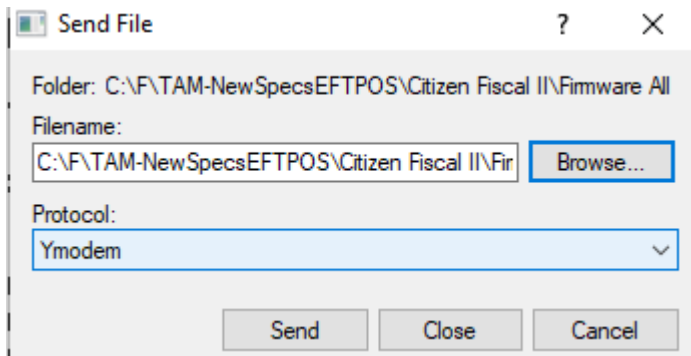 Send File
?
Folder: C:\F\TAM-NewSpecsEFTPOS\Citizen Fiscal II\Firmware All
Filename:
C:\F\TAM-NewSpecsEFTPOS\Citizen Fiscal II\Fir Browse...
Protocol:
Ymodem
Send Close Cancel